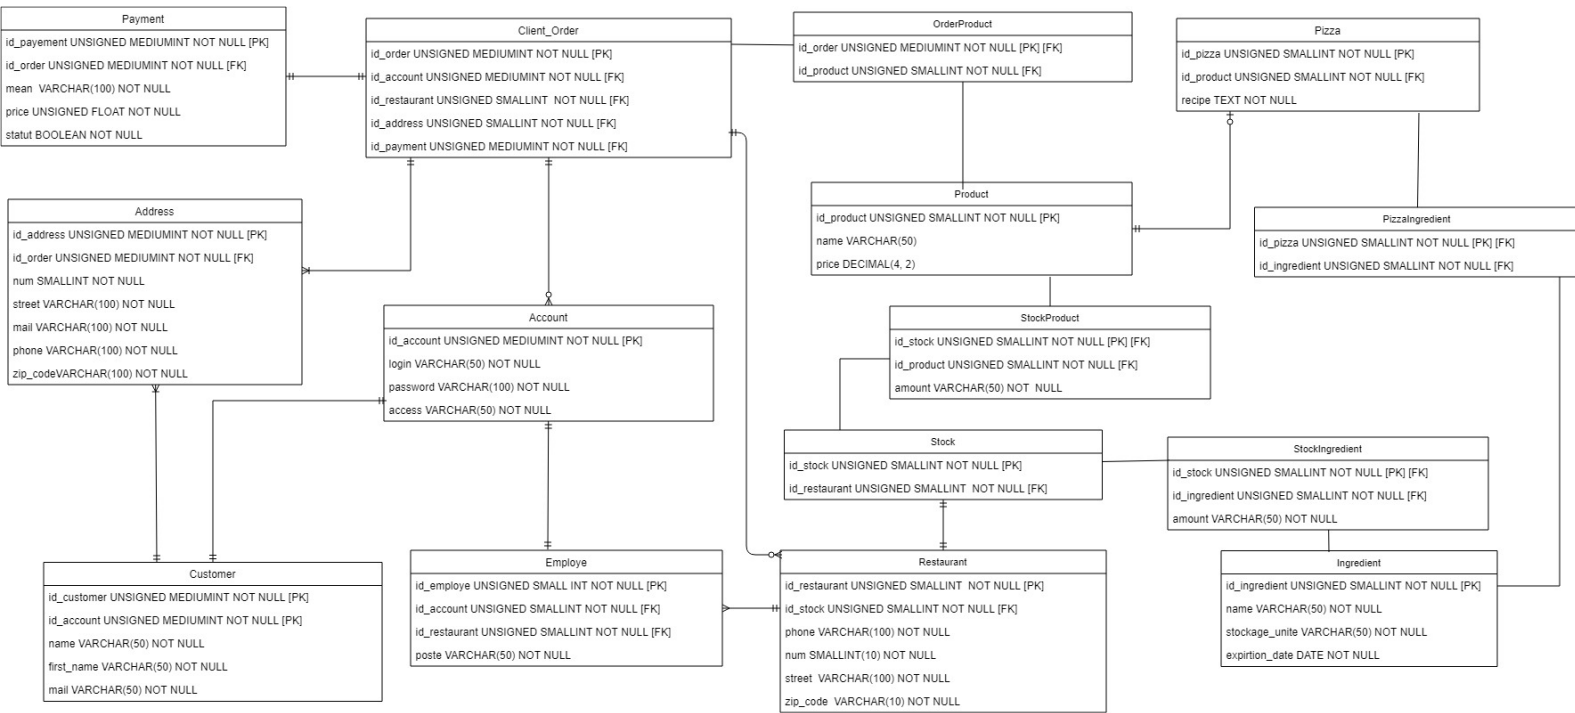 Payment
id_payement UNSIGNED MEDIUMINT NOT NULL [PK]
id_order UNSIGNED MEDIUMINT NOT NULL [FK]
mean VARCHAR(100) NOT NULL
price UNSIGNED FLOAT NOT NULL
statut BOOLEAN NOT NULL
Client_Order
id_order UNSIGNED MEDIUMINT NOT NULL [PK]
id_account UNSIGNED MEDIUMINT NOT NULL [FK]
id_restaurant UNSIGNED SMALLINT NOT NULL [FK]
id_address UNSIGNED SMALLINT NOT NULL [FK]
id_payment UNSIGNED MEDIUMINT NOT NULL [FK]
OrderProduct
id_order UNSIGNED MEDIUMINT NOT NULL [PK] [FK]
id_product UNSIGNED SMALLINT NOT NULL [FK]
Pizza
id_pizza UNSIGNED SMALLINT NOT NULL [PK]
id_product UNSIGNED SMALLINT NOT NULL [FK]
recipe TEXT NOT NULL
Address
id_address UNSIGNED MEDIUMINT NOT NULL [PK]
id_order UNSIGNED MEDIUMINT NOT NULL [FK]
num SMALLINT NOT NULL
street VARCHAR(100) NOT NULL
mail VARCHAR(100) NOT NULL
phone VARCHAR(100) NOT NULL
zip_codeVARCHAR(100) NOT NULL
Product
id_product UNSIGNED SMALLINT NOT NULL [PK]
name VARCHAR(50)
price DECIMAL(4, 2)
PizzaIngredient
id_pizza UNSIGNED SMALLINT NOT NULL [PK] [FK]
id_ingredient UNSIGNED SMALLINT NOT NULL [FK]
Account
id_account UNSIGNED MEDIUMINT NOT NULL [PK]
login VARCHAR(50) NOT NULL
password VARCHAR(100) NOT NULL
access VARCHAR(50) NOT NULL
StockProduct
id_stock UNSIGNED SMALLINT NOT NULL [PK] [FK]
id_product UNSIGNED SMALLINT NOT NULL [FK]
amount VARCHAR(50) NOT NULL
Stock
id_stock UNSIGNED SMALLINT NOT NULL [PK]
id_restaurant UNSIGNED SMALLINT NOT NULL [FK]
StockIngredient
id_stock UNSIGNED SMALLINT NOT NULL [PK] [FK]
id_ingredient UNSIGNED SMALLINT NOT NULL [FK]
amount VARCHAR(50) NOT NULL
Customer
id_customer UNSIGNED MEDIUMINT NOT NULL [PK]
id_account UNSIGNED MEDIUMINT NOT NULL [PK]
name VARCHAR(50) NOT NULL
first_name VARCHAR(50) NOT NULL
mail VARCHAR(50) NOT NULL
Employe
id_employe UNSIGNED SMALL INT NOT NULL [PK]
id_account UNSIGNED SMALLINT NOT NULL [FK]
id_restaurant UNSIGNED SMALLINT NOT NULL [FK]
poste VARCHAR(50) NOT NULL
Restaurant
id_restaurant UNSIGNED SMALLINT NOT NULL [PK]
id_stock UNSIGNED SMALLINT NOT NULL [FK]
phone VARCHAR(100) NOT NULL
num SMALLINT(10) NOT NULL
street VARCHAR(100) NOT NULL
zip_code VARCHAR(10) NOT NULL
Ingredient
id_ingredient UNSIGNED SMALLINT NOT NULL [PK]
name VARCHAR(50) NOT NULL
stockage_unite VARCHAR(50) NOT NULL
expirtion_date DATE NOT NULL